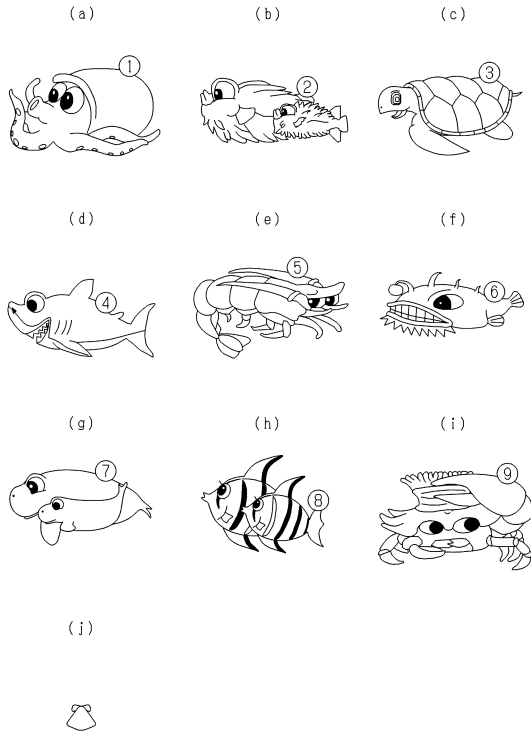 (a) (b) (c)
① ② ③
(d) (e) (f)
④ ⑤ ⑥
(g) (h) (i)
⑦ ⑧ ⑨
(j)